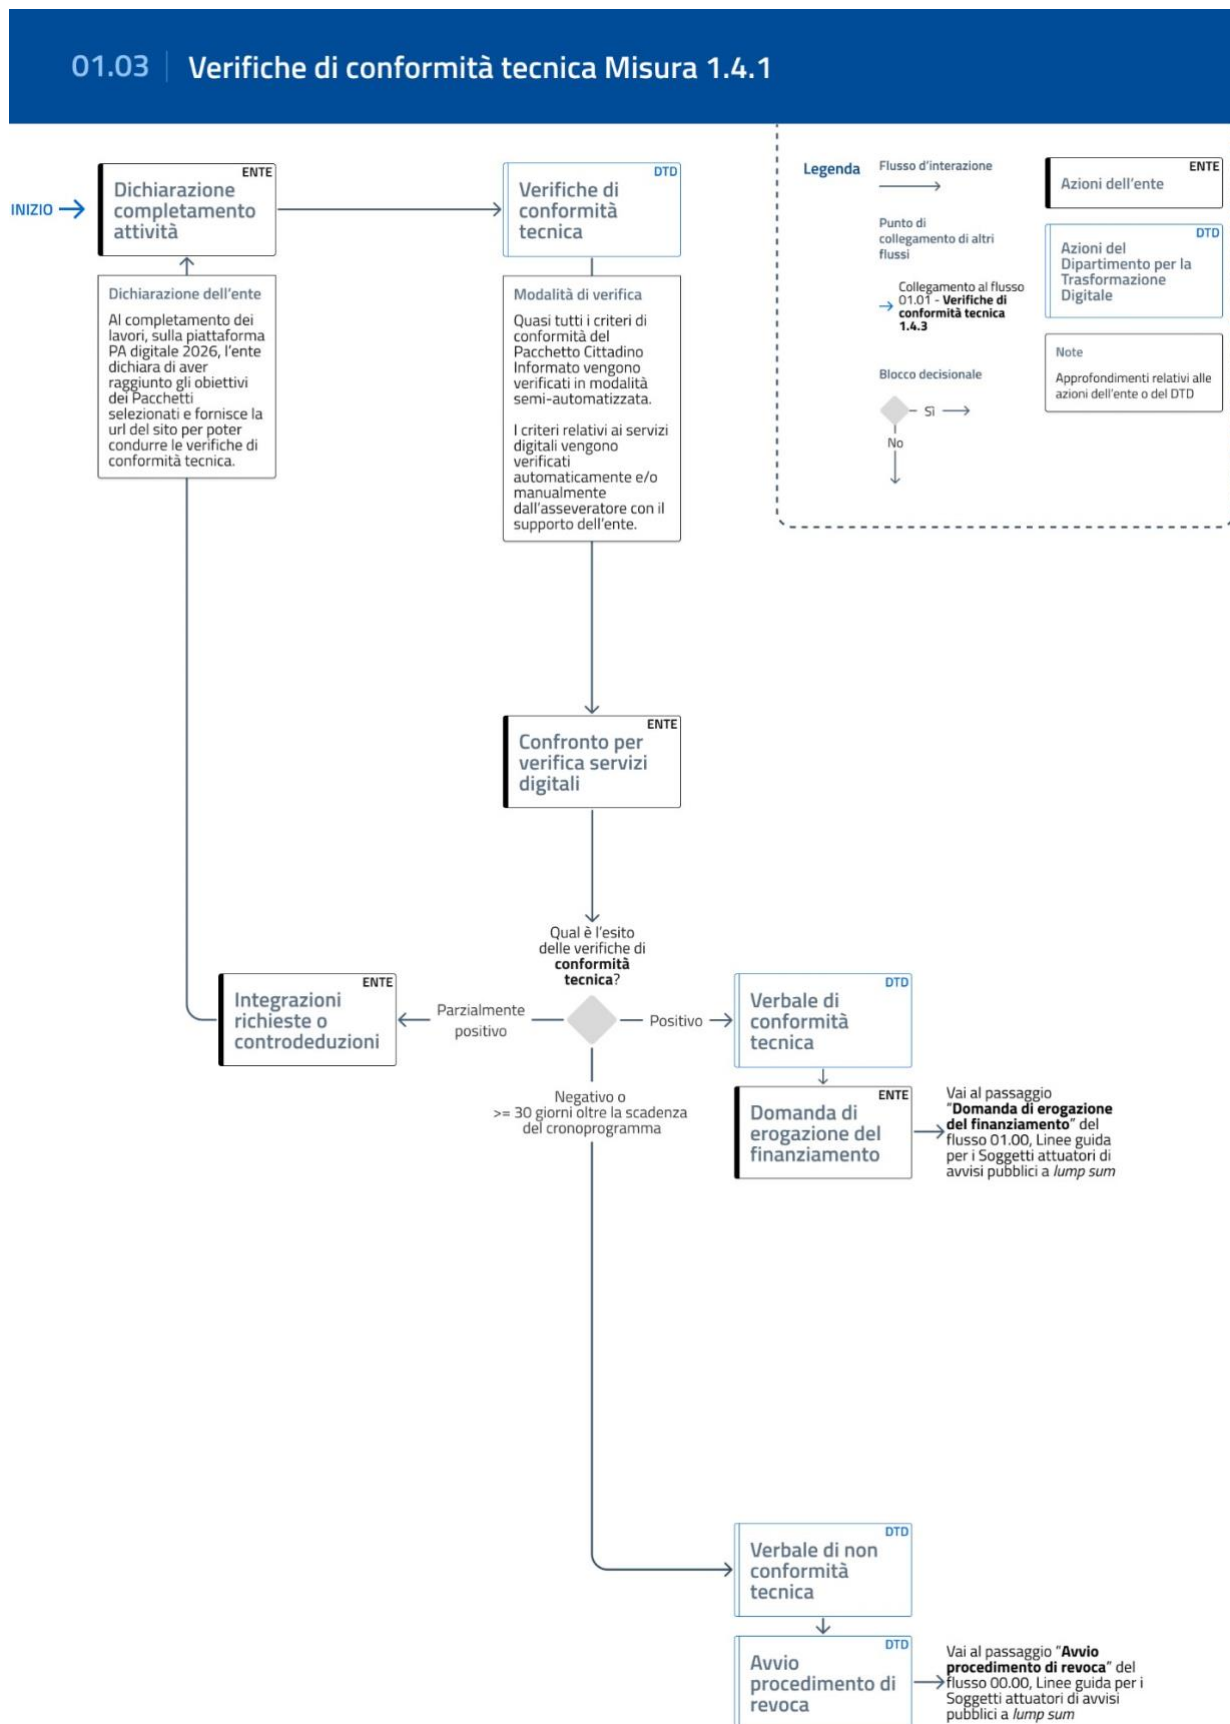 01.03 | Verifiche di conformità tecnica Misura 1.4.1
INIZIO
ENTE
Dichiarazione
completamento
attività
Dichiarazione dell'ente
Al completamento dei
lavori, sulla piattaforma
PA digitale 2026, l'ente
dichiara di aver
raggiunto gli obiettivi
dei Pacchetti
selezionati e fornisce la
url del sito per poter
condurre le verifiche di
conformità tecnica.
DTD
Verifiche di
conformità
tecnica
Modalità di verifica
Quasi tutti i criteri di
conformità del
Pacchetto Cittadino
Informato vengono
verificati in modalità
semi-automatizzata.
I criteri relativi ai servizi
digitali vengono
verificati
automaticamente e/o
manualmente
dall'asseveratore con il
supporto dell'ente.
Legenda
Flusso d'interazione
Punto di
collegamento di altri
flussi
Collegamento al flusso
01.01 - Verifiche di
conformità tecnica
1.4.3
Blocco decisionale
Sì
No
ENTE
Azioni dell'ente
DTD
Azioni del
Dipartimento per la
Trasformazione
Digitale
Note
Approfondimenti relativi alle
azioni dell'ente o del DTD
ENTE
Confronto per
verifica servizi
digitali
Qual è l'esito
delle verifiche di
conformità
tecnica?
ENTE
Integrazioni
richieste o
controdeduzioni
Parzialmente
positivo
Positivo
DTD
Verbale di
conformità
tecnica
Negativo o
>= 30 giorni oltre la scadenza
del cronoprogramma
ENTE
Domanda di
erogazione del
finanziamento
Vai al passaggio
"Domanda di erogazione
del finanziamento" del
flusso 01.00, Linee guida
per i Soggetti attuatori di
avvisi pubblici a lump sum
DTD
Verbale di non
conformità
tecnica
DTD
Avvio
procedimento di
revoca
Vai al passaggio "Avvio
procedimento di revoca" del
flusso 00.00, Linee guida per i
Soggetti attuatori di avvisi
pubblici a lump sum